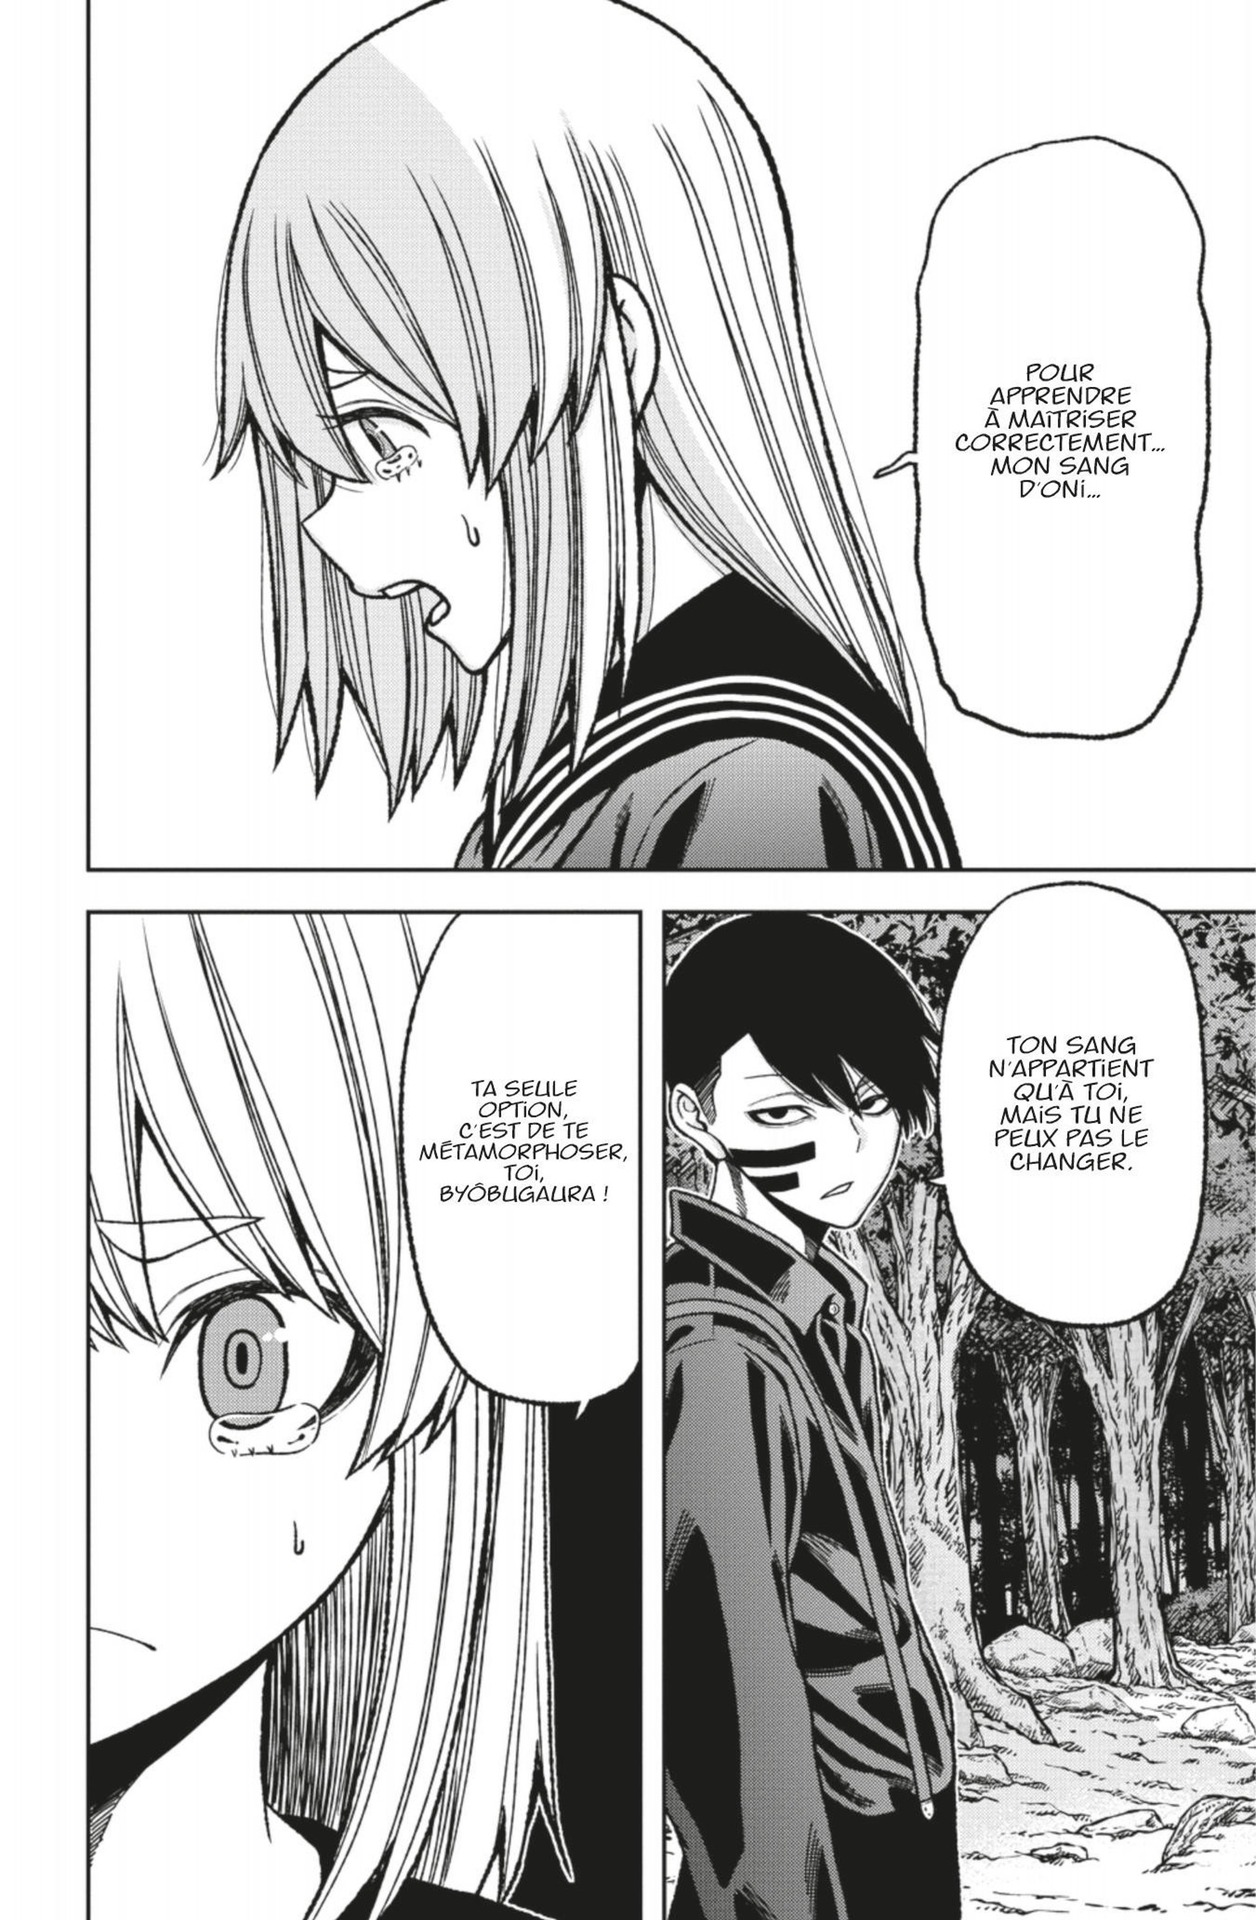 POUR
APPRENDRE
À MAÎTRISER
CORRECTEMENT...
MON SANG
D'ONI...
TON SANG
N'APPARTIENT
QU'À TOI,
MAIS TU NE
PEUX PAS LE
CHANGER.
TA SEULE
OPTION,
C'EST DE TE
MÉTAMORPHOSER,
TOI,
BYÔBUGAURA !